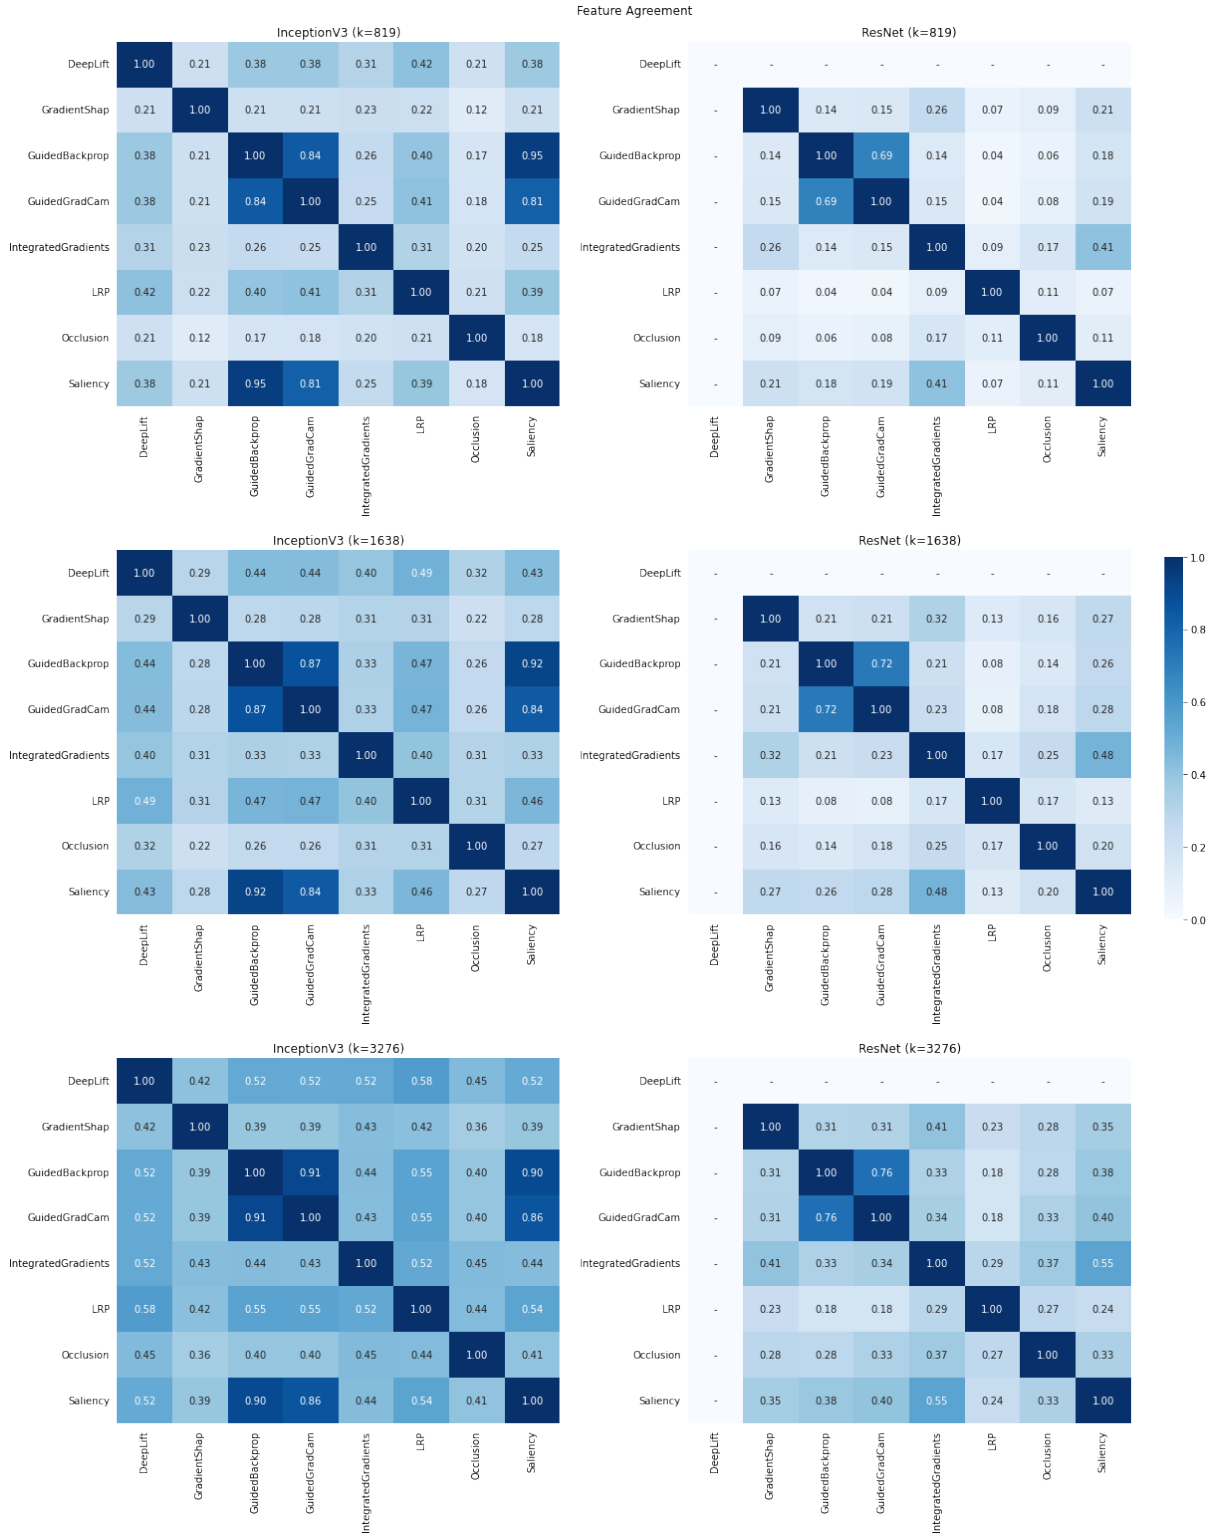 Feature Agreement
InceptionV3 (k=819)
DeepLift 1.00 0.21 0.38 0.38 0.31 0.42 0.21 0.38
GradientShap 0.21 1.00 0.21 0.21 0.23 0.22 0.12 0.21
GuidedBackprop 0.38 0.21 1.00 0.84 0.26 0.40 0.17 0.95
GuidedGradCam 0.38 0.21 0.84 1.00 0.25 0.41 0.18 0.81
IntegratedGradients 0.31 0.23 0.26 0.25 1.00 0.31 0.20 0.25
LRP 0.42 0.22 0.40 0.41 0.31 1.00 0.21 0.39
Occlusion 0.21 0.12 0.17 0.18 0.20 0.21 1.00 0.18
Saliency 0.38 0.21 0.95 0.81 0.25 0.39 0.18 1.00
DeepLift GradientShap GuidedBackprop GuidedGradCam IntegratedGradients LRP Occlusion Saliency
ResNet (k=819)
DeepLift - - - - - - - -
GradientShap - 1.00 0.14 0.15 0.26 0.07 0.09 0.21
GuidedBackprop - 0.14 1.00 0.69 0.14 0.04 0.06 0.18
GuidedGradCam - 0.15 0.69 1.00 0.15 0.04 0.08 0.19
IntegratedGradients - 0.26 0.14 0.15 1.00 0.09 0.17 0.41
LRP - 0.07 0.04 0.04 0.09 1.00 0.11 0.07
Occlusion - 0.09 0.06 0.08 0.17 0.11 1.00 0.11
Saliency - 0.21 0.18 0.19 0.41 0.07 0.11 1.00
DeepLift GradientShap GuidedBackprop GuidedGradCam IntegratedGradients LRP Occlusion Saliency
InceptionV3 (k=1638)
DeepLift 1.00 0.29 0.44 0.44 0.40 0.49 0.32 0.43
GradientShap 0.29 1.00 0.28 0.28 0.31 0.31 0.22 0.28
GuidedBackprop 0.44 0.28 1.00 0.87 0.33 0.47 0.26 0.92
GuidedGradCam 0.44 0.28 0.87 1.00 0.33 0.47 0.26 0.84
IntegratedGradients 0.40 0.31 0.33 0.33 1.00 0.40 0.31 0.33
LRP 0.49 0.31 0.47 0.47 0.40 1.00 0.31 0.46
Occlusion 0.32 0.22 0.26 0.26 0.31 0.31 1.00 0.27
Saliency 0.43 0.28 0.92 0.84 0.33 0.46 0.27 1.00
DeepLift GradientShap GuidedBackprop GuidedGradCam IntegratedGradients LRP Occlusion Saliency
ResNet (k=1638)
DeepLift - - - - - - - -
GradientShap - 1.00 0.21 0.21 0.32 0.13 0.16 0.27
GuidedBackprop - 0.21 1.00 0.72 0.21 0.08 0.14 0.26
GuidedGradCam - 0.21 0.72 1.00 0.23 0.08 0.18 0.28
IntegratedGradients - 0.32 0.21 0.23 1.00 0.17 0.25 0.48
LRP - 0.13 0.08 0.08 0.17 1.00 0.17 0.13
Occlusion - 0.16 0.14 0.18 0.25 0.17 1.00 0.20
Saliency - 0.27 0.26 0.28 0.48 0.13 0.20 1.00
DeepLift GradientShap GuidedBackprop GuidedGradCam IntegratedGradients LRP Occlusion Saliency
1.0
0.8
0.6
0.4
0.2
0.0
InceptionV3 (k=3276)
DeepLift 1.00 0.42 0.52 0.52 0.52 0.58 0.45 0.52
GradientShap 0.42 1.00 0.39 0.39 0.43 0.42 0.36 0.39
GuidedBackprop 0.52 0.39 1.00 0.91 0.44 0.55 0.40 0.90
GuidedGradCam 0.52 0.39 0.91 1.00 0.43 0.55 0.40 0.86
IntegratedGradients 0.52 0.43 0.44 0.43 1.00 0.52 0.45 0.44
LRP 0.58 0.42 0.55 0.55 0.52 1.00 0.44 0.54
Occlusion 0.45 0.36 0.40 0.40 0.45 0.44 1.00 0.41
Saliency 0.52 0.39 0.90 0.86 0.44 0.54 0.41 1.00
DeepLift GradientShap GuidedBackprop GuidedGradCam IntegratedGradients LRP Occlusion Saliency
ResNet (k=3276)
DeepLift - - - - - - - -
GradientShap - 1.00 0.31 0.31 0.41 0.23 0.28 0.35
GuidedBackprop - 0.31 1.00 0.76 0.33 0.18 0.28 0.38
GuidedGradCam - 0.31 0.76 1.00 0.34 0.18 0.33 0.40
IntegratedGradients - 0.41 0.33 0.34 1.00 0.29 0.37 0.55
LRP - 0.23 0.18 0.18 0.29 1.00 0.27 0.24
Occlusion - 0.28 0.28 0.33 0.37 0.27 1.00 0.33
Saliency - 0.35 0.38 0.40 0.55 0.24 0.33 1.00
DeepLift GradientShap GuidedBackprop GuidedGradCam IntegratedGradients LRP Occlusion Saliency